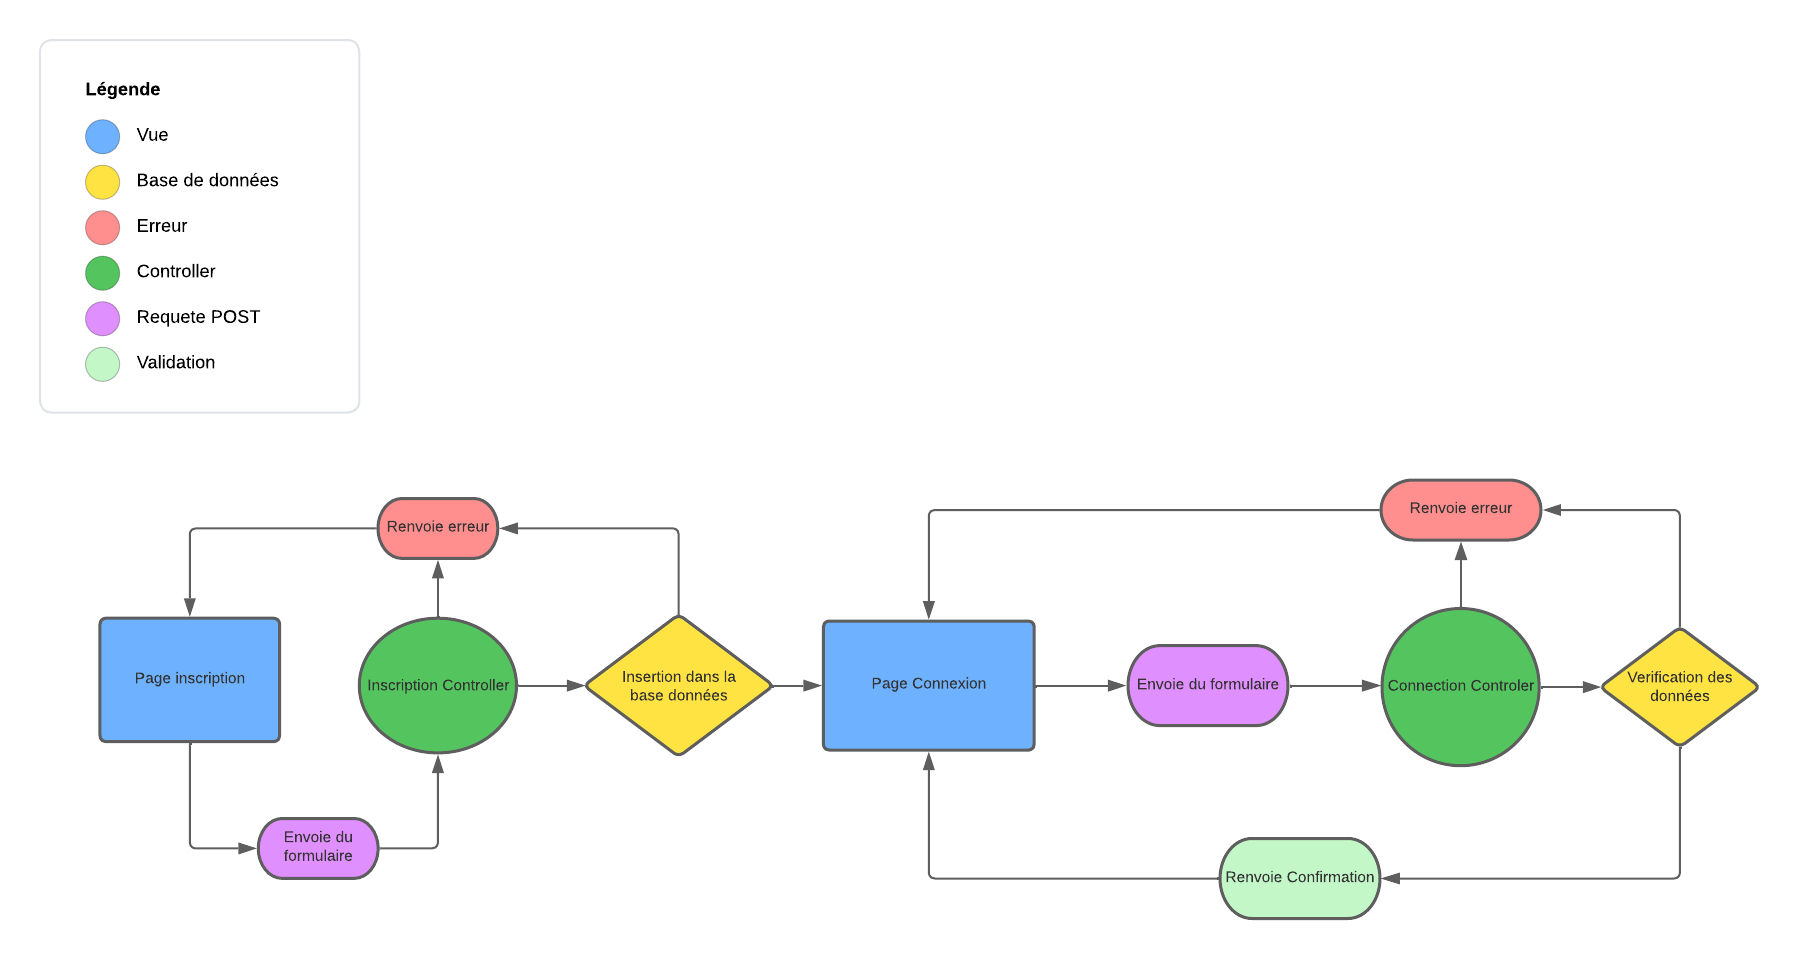 Légende
Vue
Base de données
Erreur
Controller
Requete POST
Validation
Renvoie erreur
Page inscription
Inscription Controller
Insertion dans la
base données
Envoie du
formulaire
Renvoie erreur
Page Connexion
Envoie du formulaire
Connection Controler
Verification des
données
Renvoie Confirmation